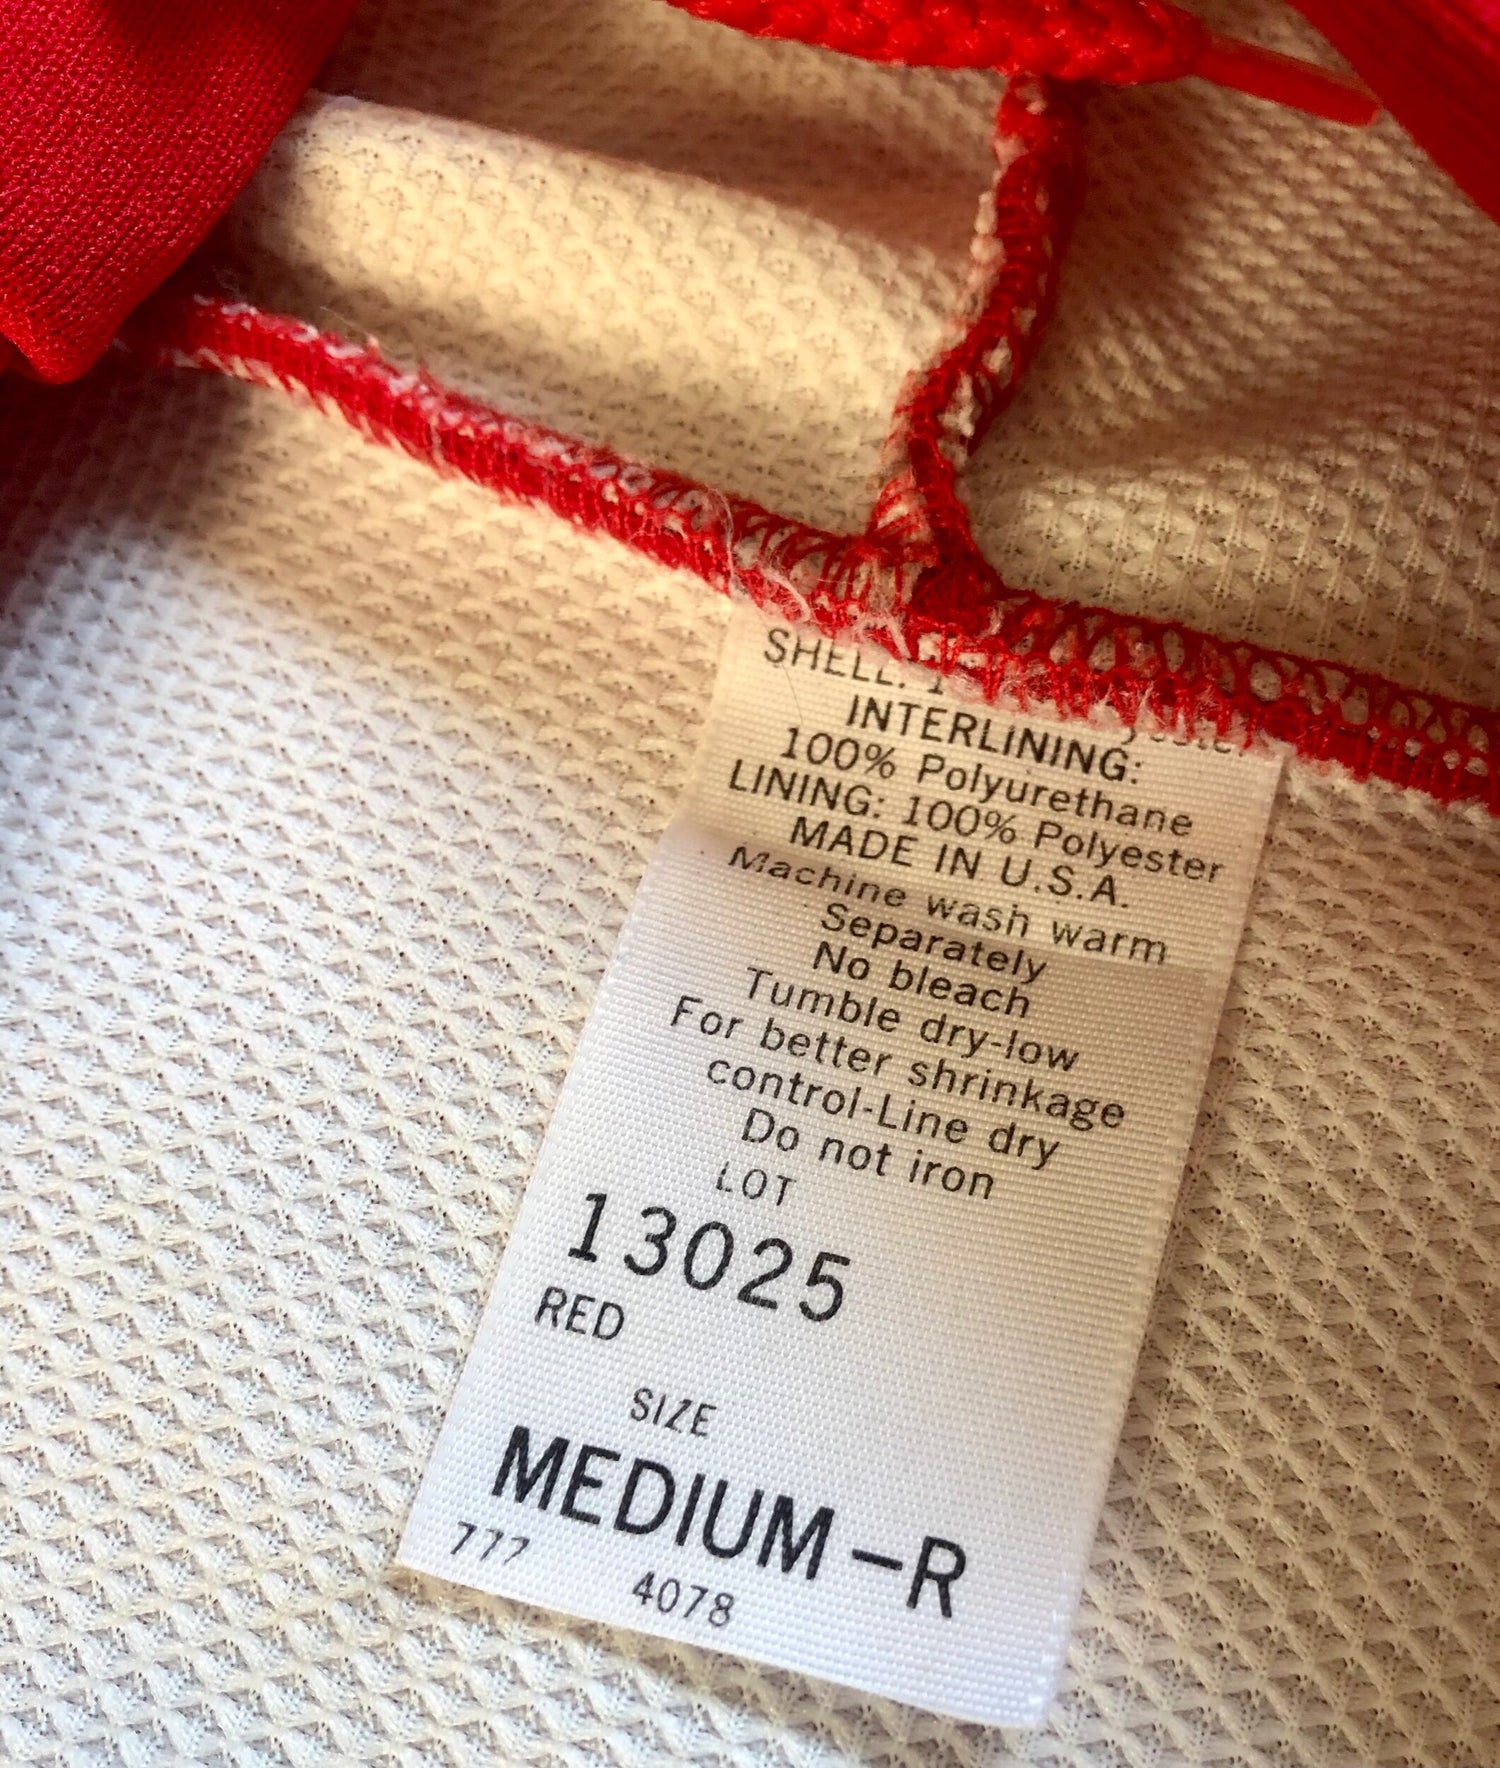 SHELL:
INTERLINING:
100% Polyurethane
LINING: 100% Polyester
MADE IN U.S.A.
Machine wash warm
Separately
No bleach
Tumble dry-low
For better shrinkage
control-Line dry
Do not iron
LOT
13025
RED
SIZE
MEDIUM-R
777
4078